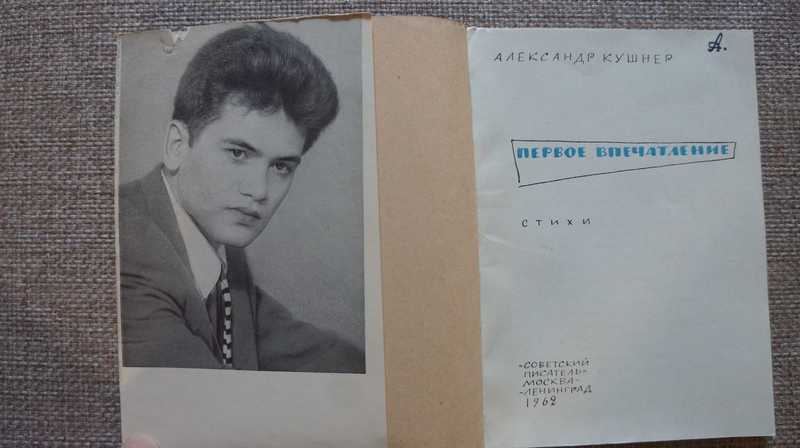 А.
АЛЕКСАНДР КУШНЕР
ПЕРВОЕ ВПЕЧАТЛЕНИЕ
СТИХИ
"СОВЕТСКИЙ
ПИСАТЕЛЬ"
МОСКВА-
-ЛЕНИНГРАД
1962